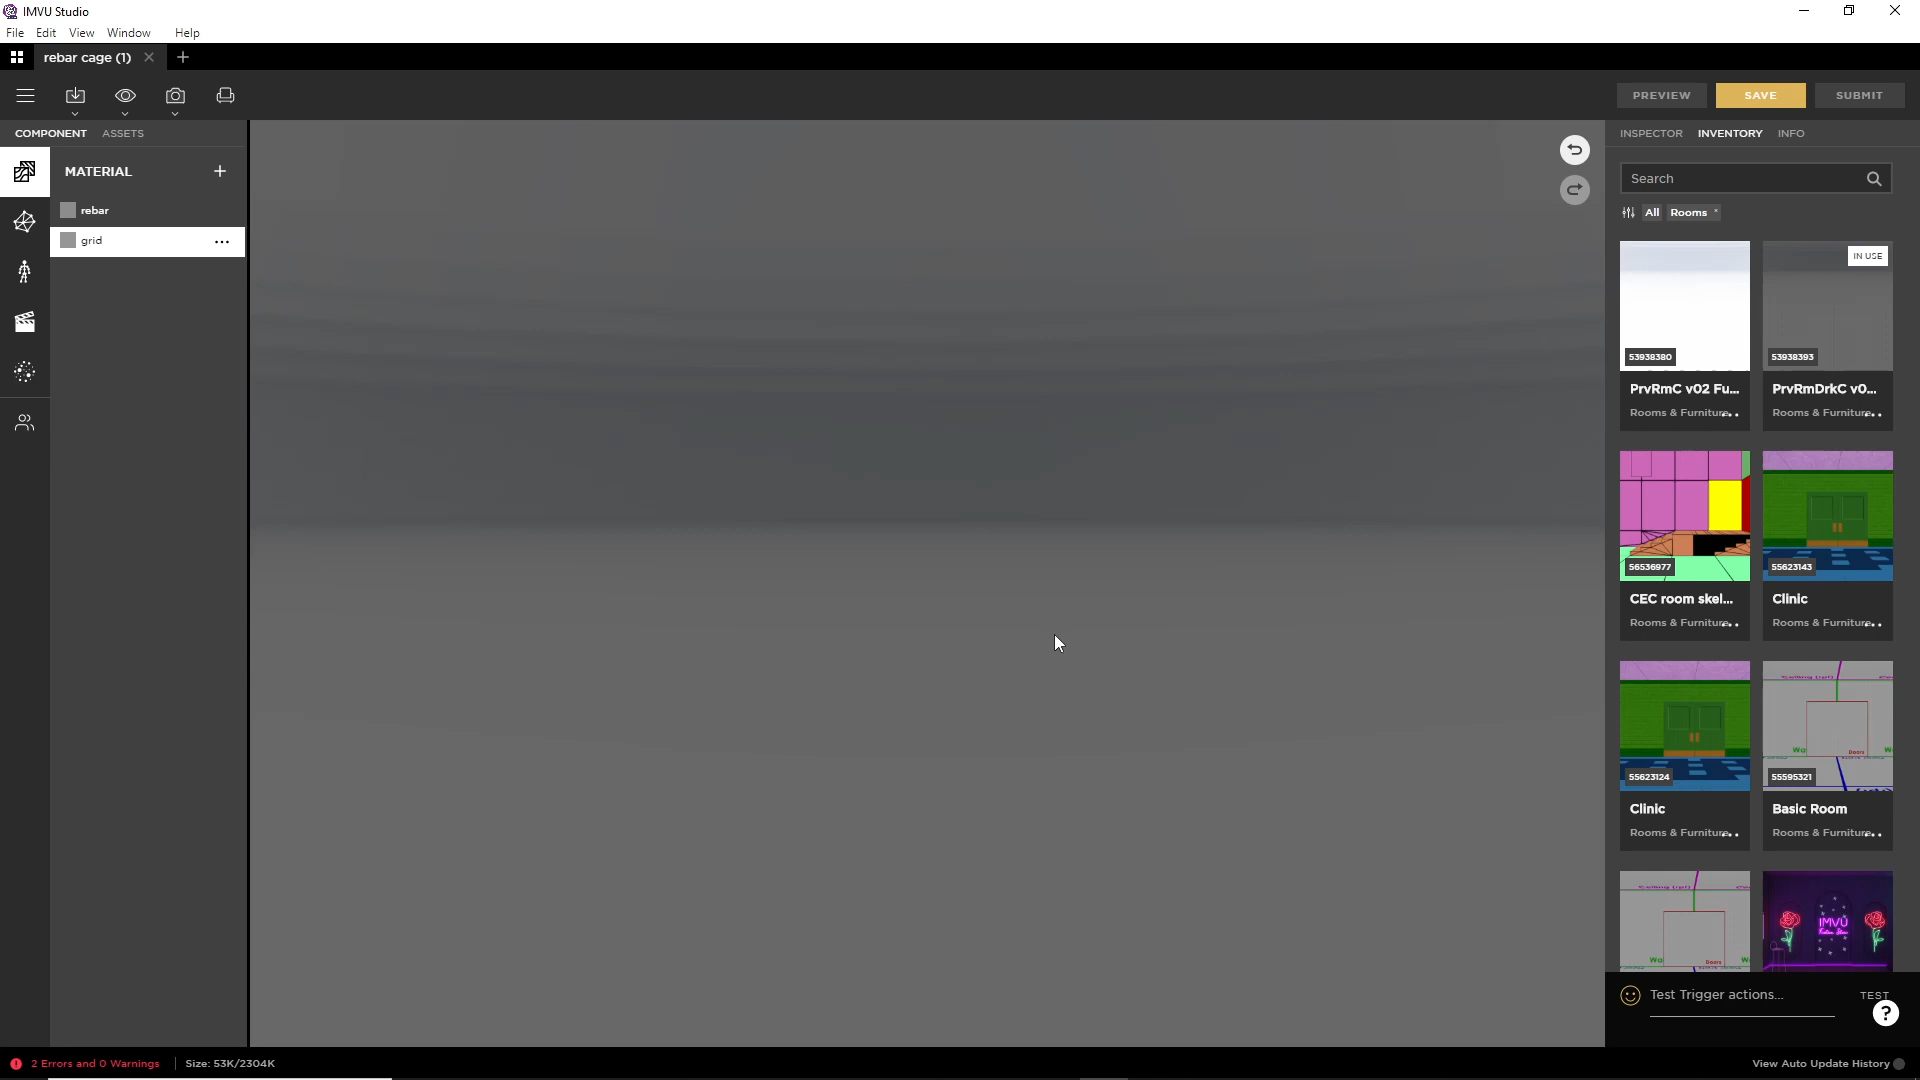 IMVU Studio
File Edit View Window Help
rebar cage (1)
PREVIEW SAVE SUBMIT
COMPONENT ASSETS
INSPECTOR INVENTORY INFO
MATERIAL
rebar
grid
Search
All Rooms
IN USE
53938380
53938393
PrvRmC v02 Fu...
PrvRmDrkC v0...
Rooms & Furniture
Rooms & Furniture
56536977
55623143
CEC room skel...
Clinic
Rooms & Furniture
Rooms & Furniture
55623124
55595321
Clinic
Basic Room
Rooms & Furniture
Rooms & Furniture
Doors
IMVU
Test Trigger actions...
TEST
?
2 Errors and 0 Warnings
Size: 53K/2304K
View Auto Update History